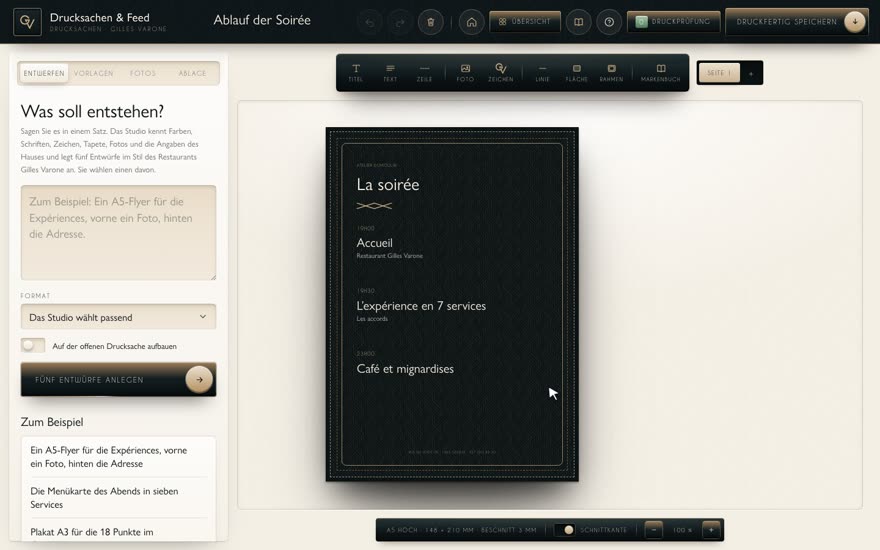 Drucksachen & Feed
DRUCKSACHEN · GILLES VARONE
Ablauf der Soirée
ÜBERSICHT
DRUCKPRÜFUNG
DRUCKFERTIG SPEICHERN
ENTWERFEN
VORLAGEN
FOTOS
ABLAGE
Was soll entstehen?
Sagen Sie es in einem Satz. Das Studio kennt Farben,
Schriften, Zeichen, Tapete, Fotos und die Angaben des
Hauses und legt fünf Entwürfe im Stil des Restaurants
Gilles Varone an. Sie wählen einen davon.
Zum Beispiel: Ein A5-Flyer für die
Expériences, vorne ein Foto, hinten
die Adresse.
FORMAT
Das Studio wählt passend
Auf der offenen Drucksache aufbauen
FÜNF ENTWÜRFE ANLEGEN
Zum Beispiel
Ein A5-Flyer für die Expériences, vorne
ein Foto, hinten die Adresse
Die Menükarte des Abends in sieben
Services
Plakat A3 für die 18 Punkte im
TITEL
TEXT
ZEILE
FOTO
ZEICHEN
LINIE
FLÄCHE
RAHMEN
MARKENBUCH
SEITE 1
+
La soirée
19H00
Accueil
Restaurant Gilles Varone
19H30
L'expérience en 7 services
Les accords
23H00
Café et mignardises
A5 HOCH · 148 × 210 MM · BESCHNITT 3 MM
SCHNITTKANTE
−
100 %
+